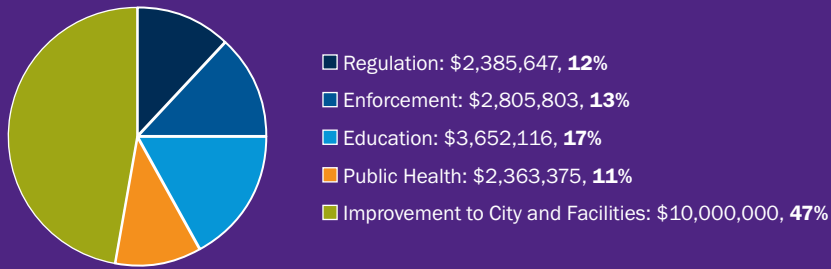 Regulation: $2,385,647, 12%
Enforcement: $2,805,803, 13%
Education: $3,652,116, 17%
Public Health: $2,363,375, 11%
Improvement to City and Facilities: $10,000,000, 47%